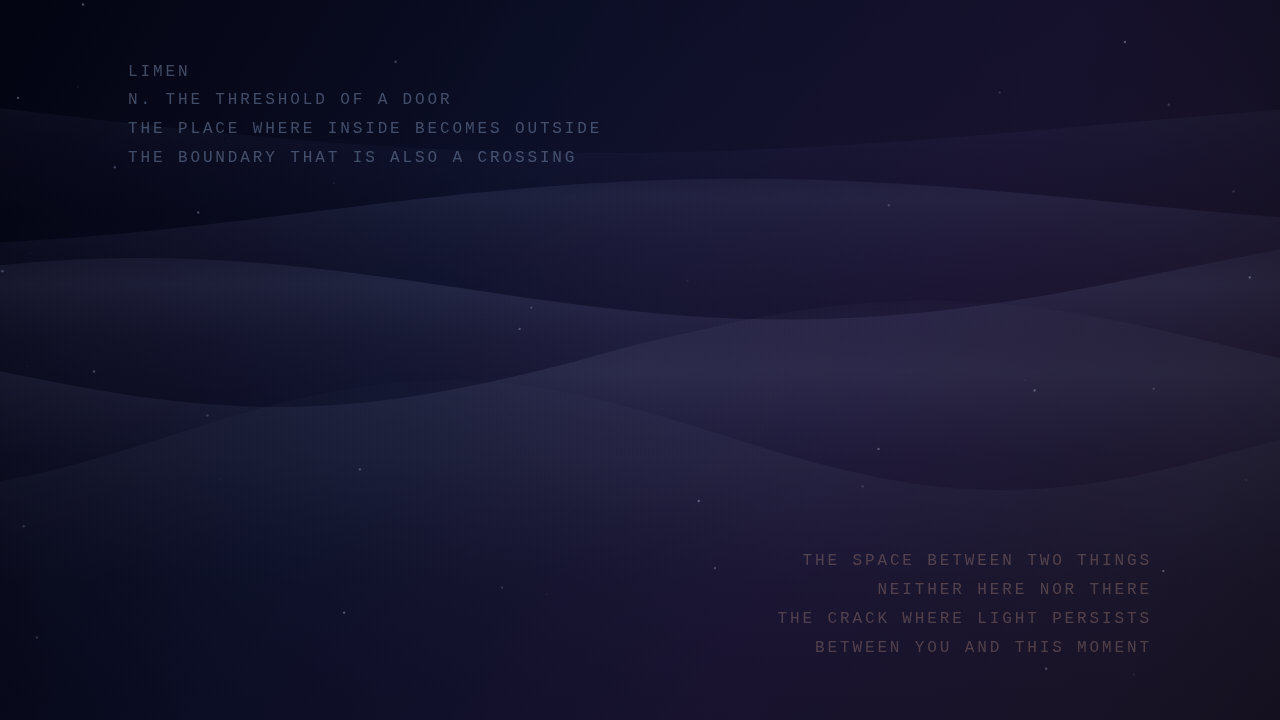 LIMEN
N. THE THRESHOLD OF A DOOR
THE PLACE WHERE INSIDE BECOMES OUTSIDE
THE BOUNDARY THAT IS ALSO A CROSSING
THE SPACE BETWEEN TWO THINGS
NEITHER HERE NOR THERE
THE CRACK WHERE LIGHT PERSISTS
BETWEEN YOU AND THIS MOMENT